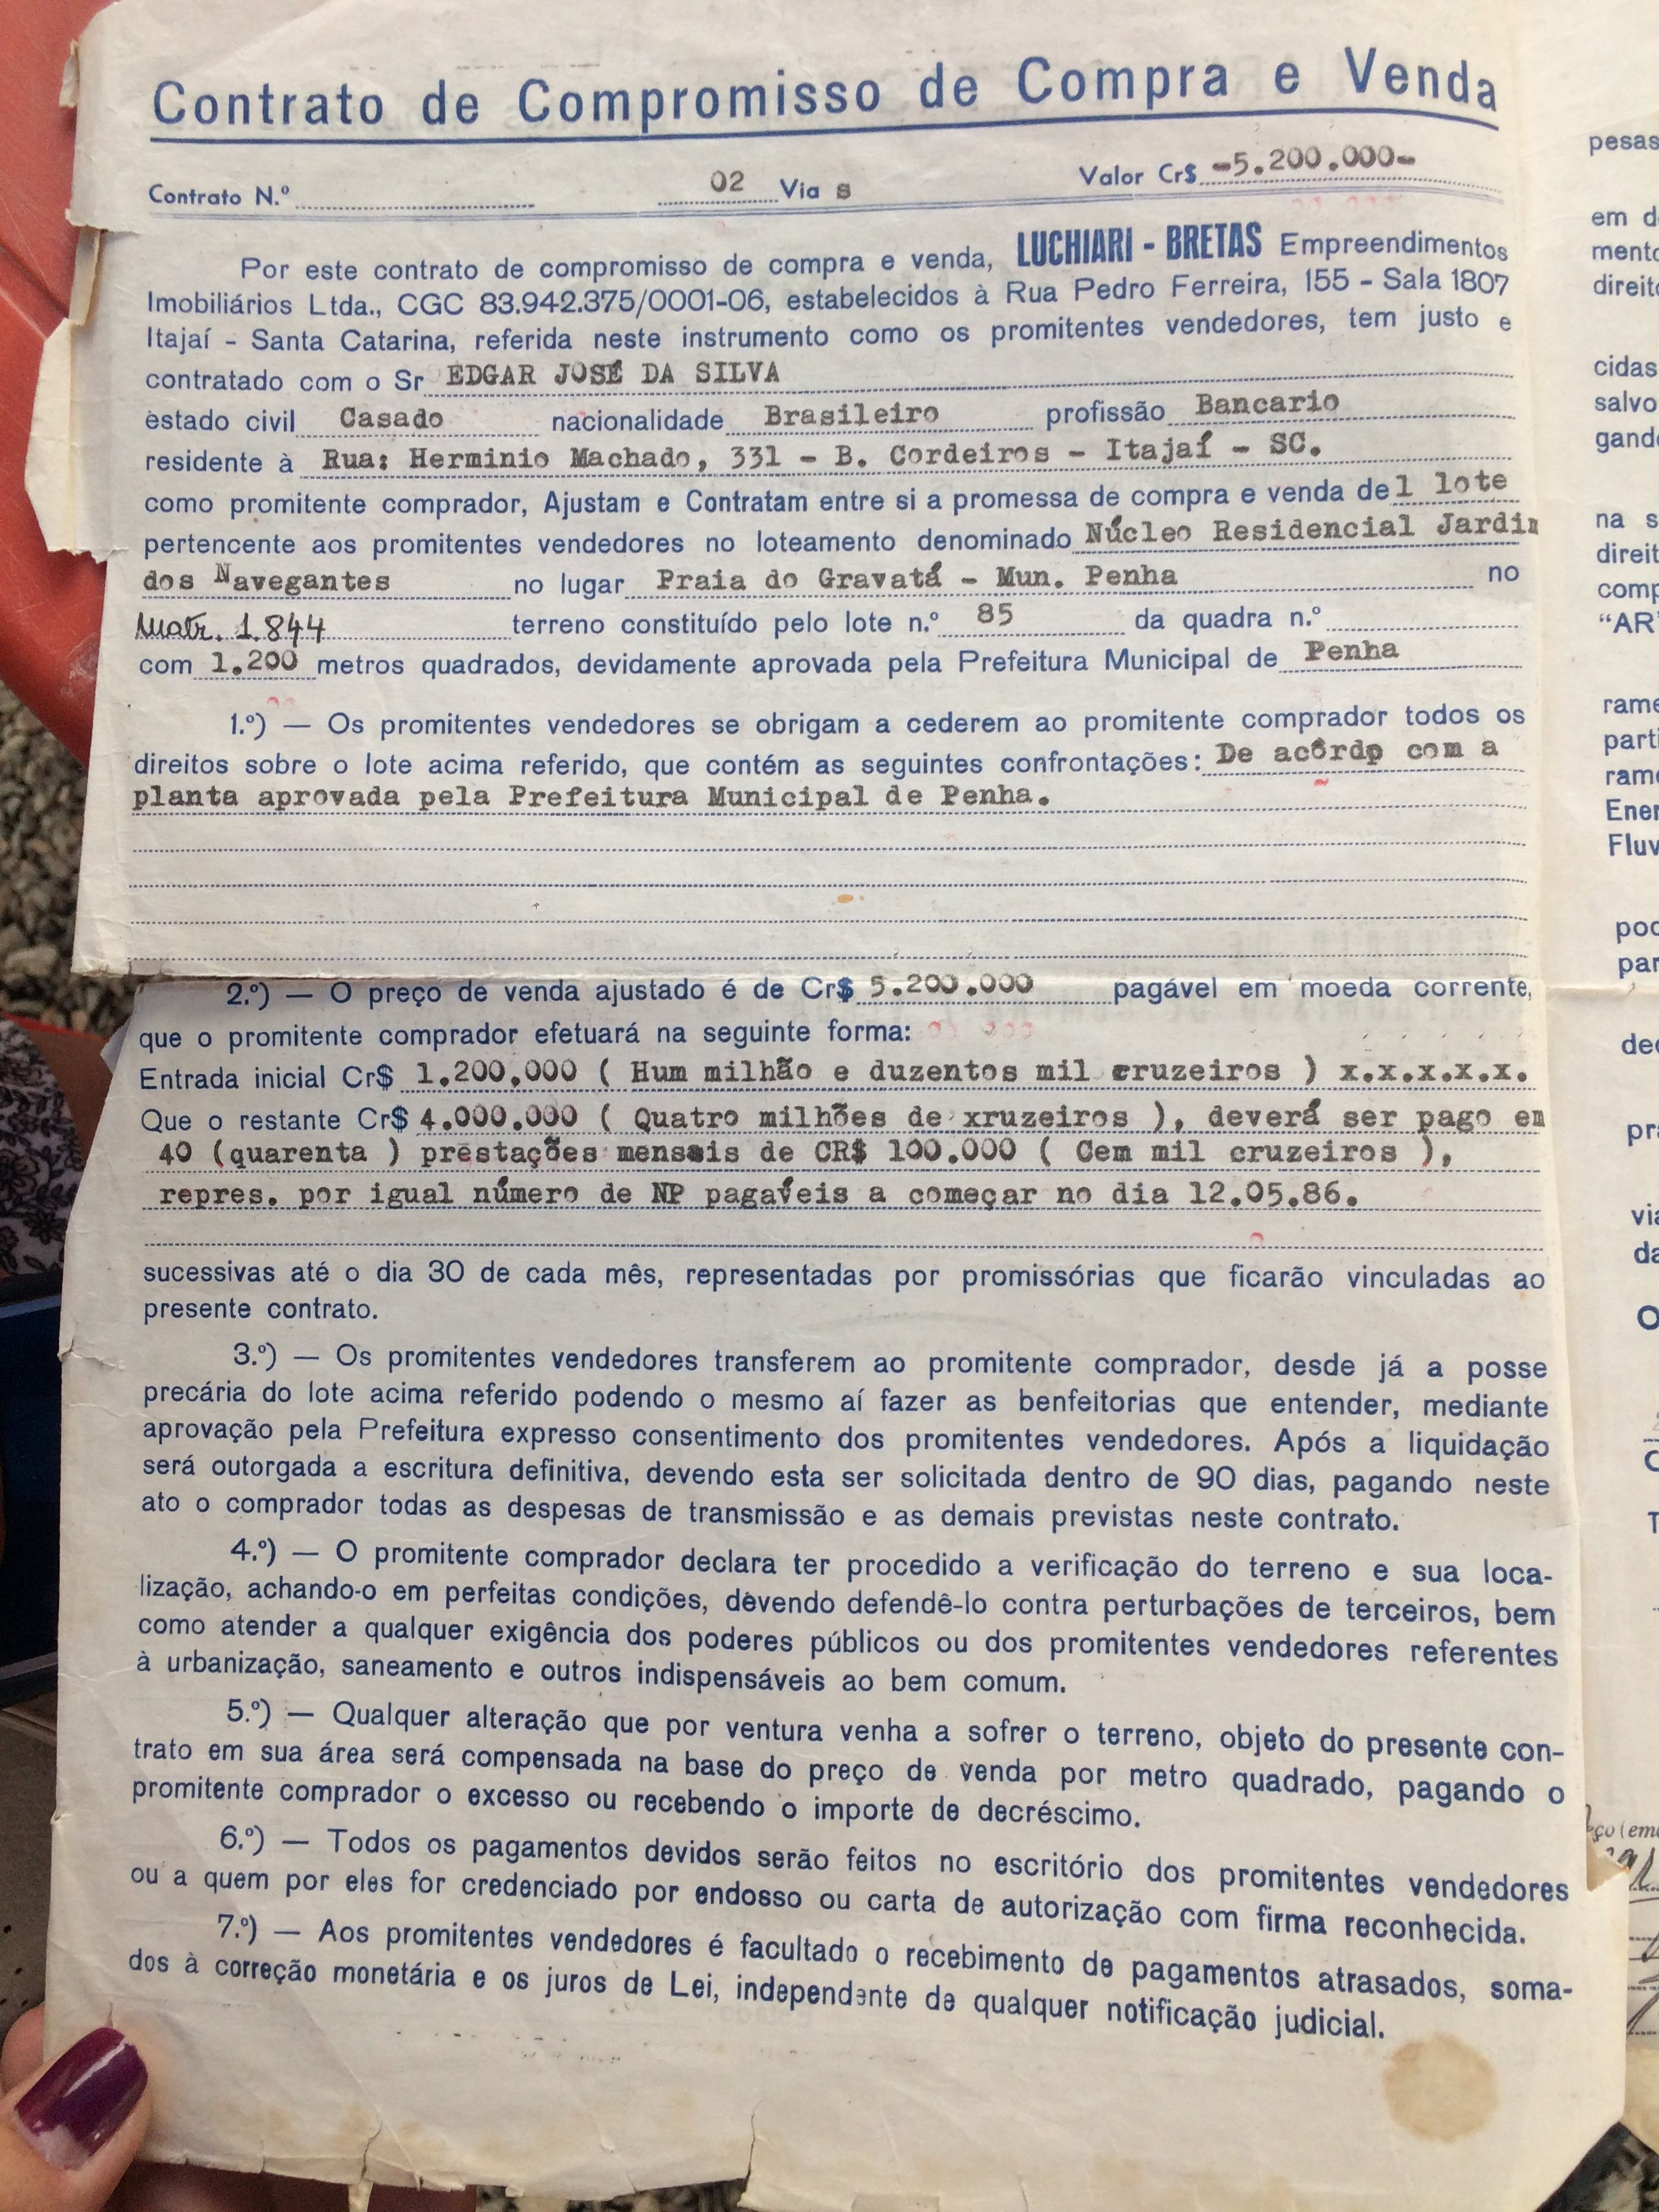 Contrato de Compromisso de Compra e Venda
Contrato N.º 02 Via s Valor Cr$ -5.200.000-
Por este contrato de compromisso de compra e venda, LUCHIARI - BRETAS Empreendimentos
Imobiliários Ltda., CGC 83.942.375/0001-06, estabelecidos à Rua Pedro Ferreira, 155 - Sala 1807
Itajaí - Santa Catarina, referida neste instrumento como os promitentes vendedores, tem justo e
contratado com o Sr EDGAR JOSÉ DA SILVA
estado civil Casado nacionalidade Brasileiro profissão Bancario
residente à Rua: Herminio Machado, 331 - B. Cordeiros - Itajaí - SC.
como promitente comprador, Ajustam e Contratam entre si a promessa de compra e venda de 1 lote
pertencente aos promitentes vendedores no loteamento denominado Núcleo Residencial Jardim
dos Navegantes no lugar Praia do Gravatá - Mun. Penha no
Matr. 1.844 terreno constituído pelo lote n.º 85 da quadra n.º
com 1.200 metros quadrados, devidamente aprovada pela Prefeitura Municipal de Penha
1.º) — Os promitentes vendedores se obrigam a cederem ao promitente comprador todos os
direitos sobre o lote acima referido, que contém as seguintes confrontações: De acôrdo com a
planta aprovada pela Prefeitura Municipal de Penha.
2.º) — O preço de venda ajustado é de Cr$ 5.200.000 pagável em moeda corrente,
que o promitente comprador efetuará na seguinte forma:
Entrada inicial Cr$ 1.200,000 ( Hum milhão e duzentos mil cruzeiros ) x.x.x.x.x.
Que o restante Cr$ 4.000.000 ( Quatro milhões de xruzeiros ), deverá ser pago em
40 (quarenta ) prestações mensais de CR$ 100.000 ( Cem mil cruzeiros ),
repres. por igual número de NP pagavéis a começar no dia 12.05.86.
sucessivas até o dia 30 de cada mês, representadas por promissórias que ficarão vinculadas ao
presente contrato.
3.º) — Os promitentes vendedores transferem ao promitente comprador, desde já a posse
precária do lote acima referido podendo o mesmo aí fazer as benfeitorias que entender, mediante
aprovação pela Prefeitura expresso consentimento dos promitentes vendedores. Após a liquidação
será outorgada a escritura definitiva, devendo esta ser solicitada dentro de 90 dias, pagando neste
ato o comprador todas as despesas de transmissão e as demais previstas neste contrato.
4.º) — O promitente comprador declara ter procedido a verificação do terreno e sua loca-
lização, achando-o em perfeitas condições, devendo defendê-lo contra perturbações de terceiros, bem
como atender a qualquer exigência dos poderes públicos ou dos promitentes vendedores referentes
à urbanização, saneamento e outros indispensáveis ao bem comum.
5.º) — Qualquer alteração que por ventura venha a sofrer o terreno, objeto do presente con-
trato em sua área será compensada na base do preço de venda por metro quadrado, pagando o
promitente comprador o excesso ou recebendo o importe de decréscimo.
6.º) — Todos os pagamentos devidos serão feitos no escritório dos promitentes vendedores
ou a quem por eles for credenciado por endosso ou carta de autorização com firma reconhecida.
7.º) — Aos promitentes vendedores é facultado o recebimento de pagamentos atrasados, soma-
dos à correção monetária e os juros de Lei, independente de qualquer notificação judicial.
pesas
em d
mento
direito
cidas
salvo
gando
na s
direit
comp
"AR"
rame
parti
rame
Ener
Fluv
pod
par
dec
pra
via
da